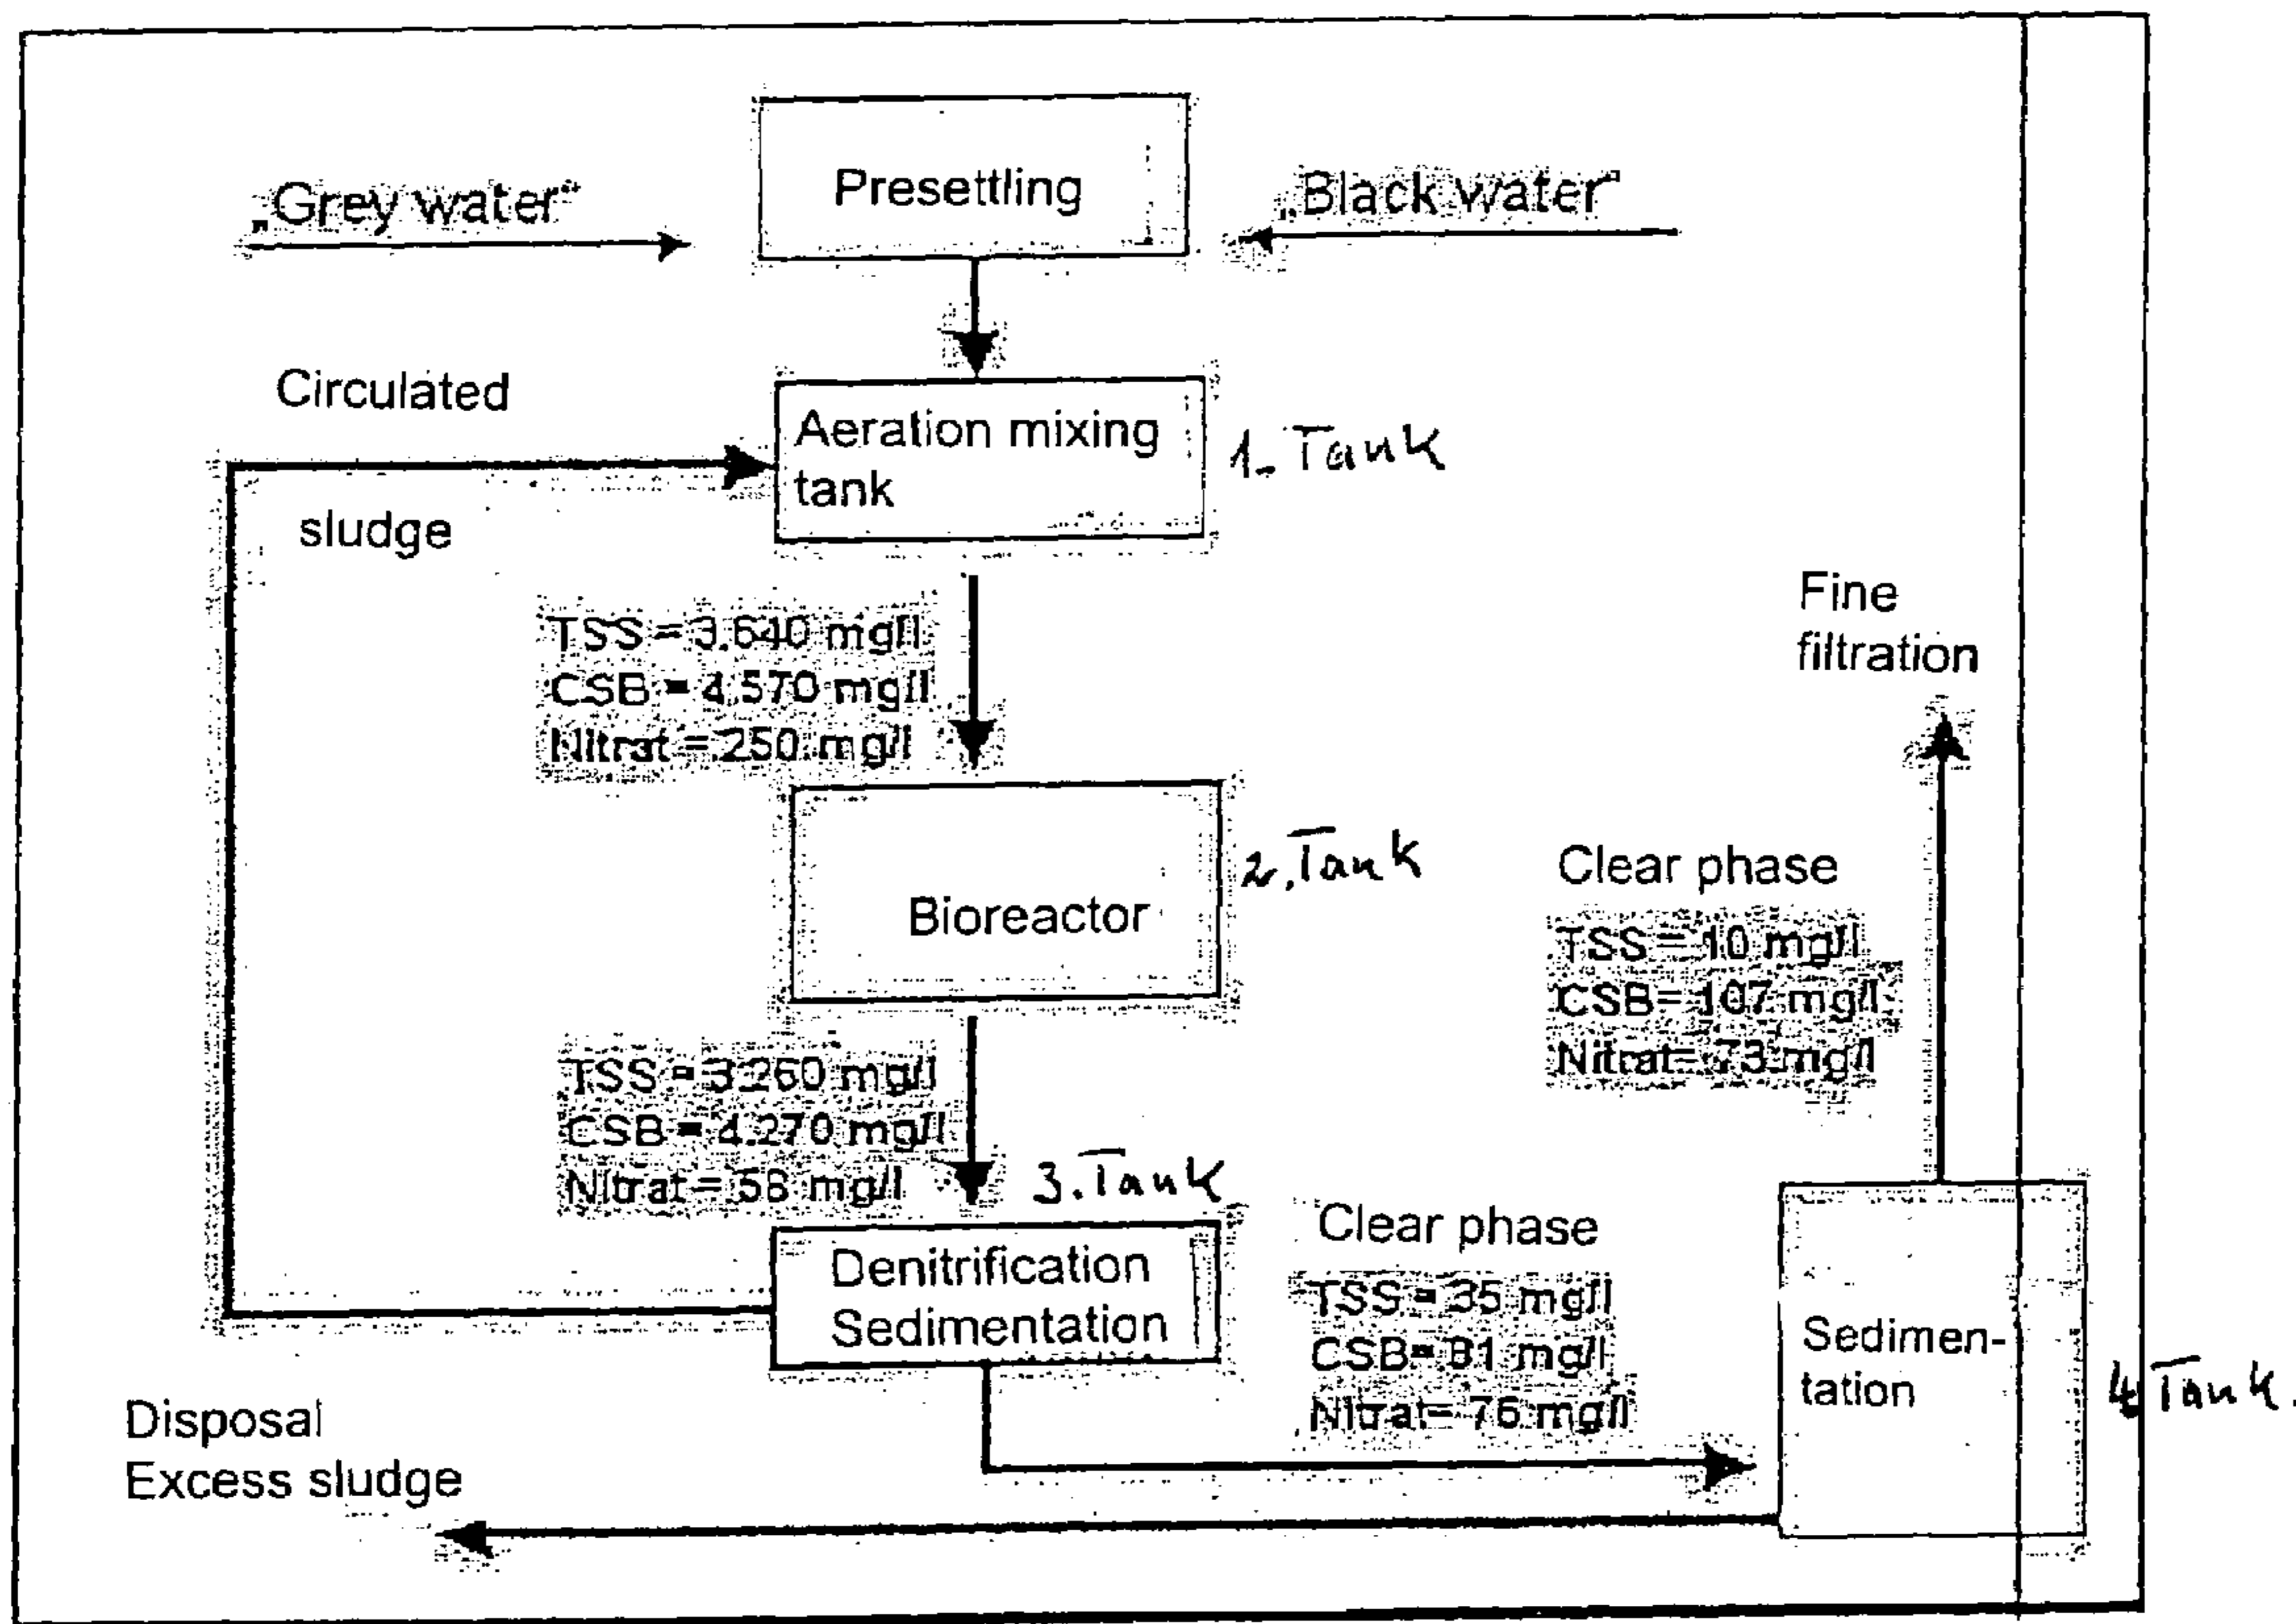 Presettling
„Grey water“
„Black water“
Circulated
sludge
Aeration mixing
tank
1. Tank
TSS = 3.640 mg/l
CSB = 4.570 mg/l
Nitrat = 250 mg/l
Fine
filtration
Bioreactor
2. Tank
Clear phase
TSS = 10 mg/l
CSB = 107 mg/l
Nitrat = 73 mg/l
TSS = 3.260 mg/l
CSB = 4.270 mg/l
Nitrat = 58 mg/l
3. Tank
Denitrification
Sedimentation
Clear phase
TSS = 35 mg/l
CSB = 81 mg/l
Nitrat = 76 mg/l
Sedimen-
tation
4. Tank.
Disposal
Excess sludge